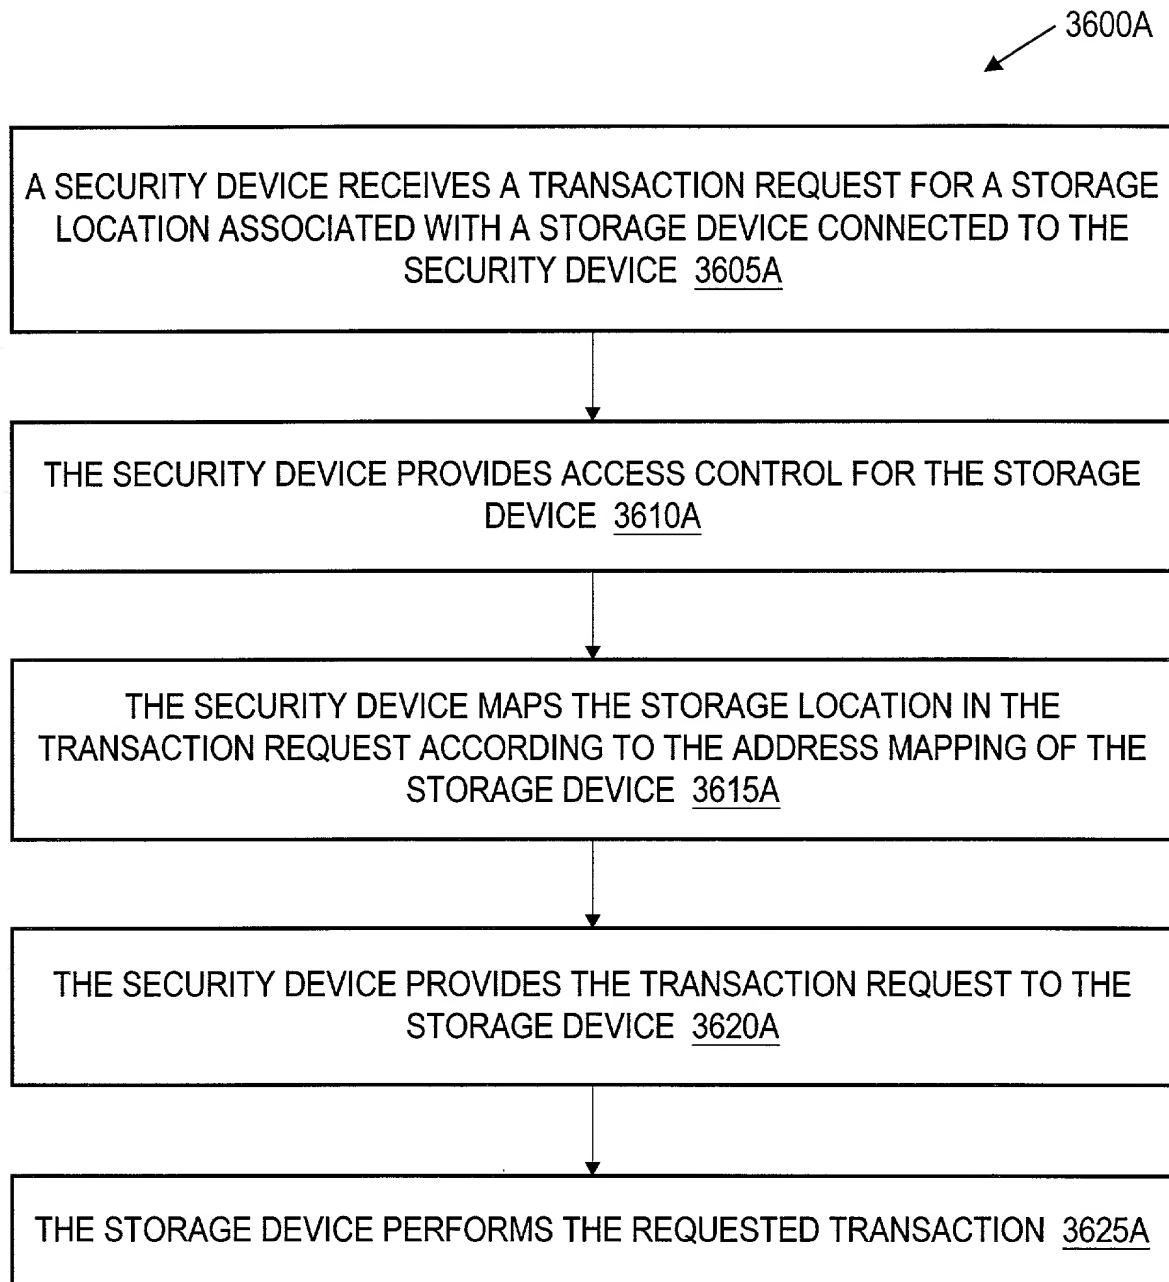 3600A
A SECURITY DEVICE RECEIVES A TRANSACTION REQUEST FOR A STORAGE
LOCATION ASSOCIATED WITH A STORAGE DEVICE CONNECTED TO THE
SECURITY DEVICE 3605A
THE SECURITY DEVICE PROVIDES ACCESS CONTROL FOR THE STORAGE
DEVICE 3610A
THE SECURITY DEVICE MAPS THE STORAGE LOCATION IN THE
TRANSACTION REQUEST ACCORDING TO THE ADDRESS MAPPING OF THE
STORAGE DEVICE 3615A
THE SECURITY DEVICE PROVIDES THE TRANSACTION REQUEST TO THE
STORAGE DEVICE 3620A
THE STORAGE DEVICE PERFORMS THE REQUESTED TRANSACTION 3625A